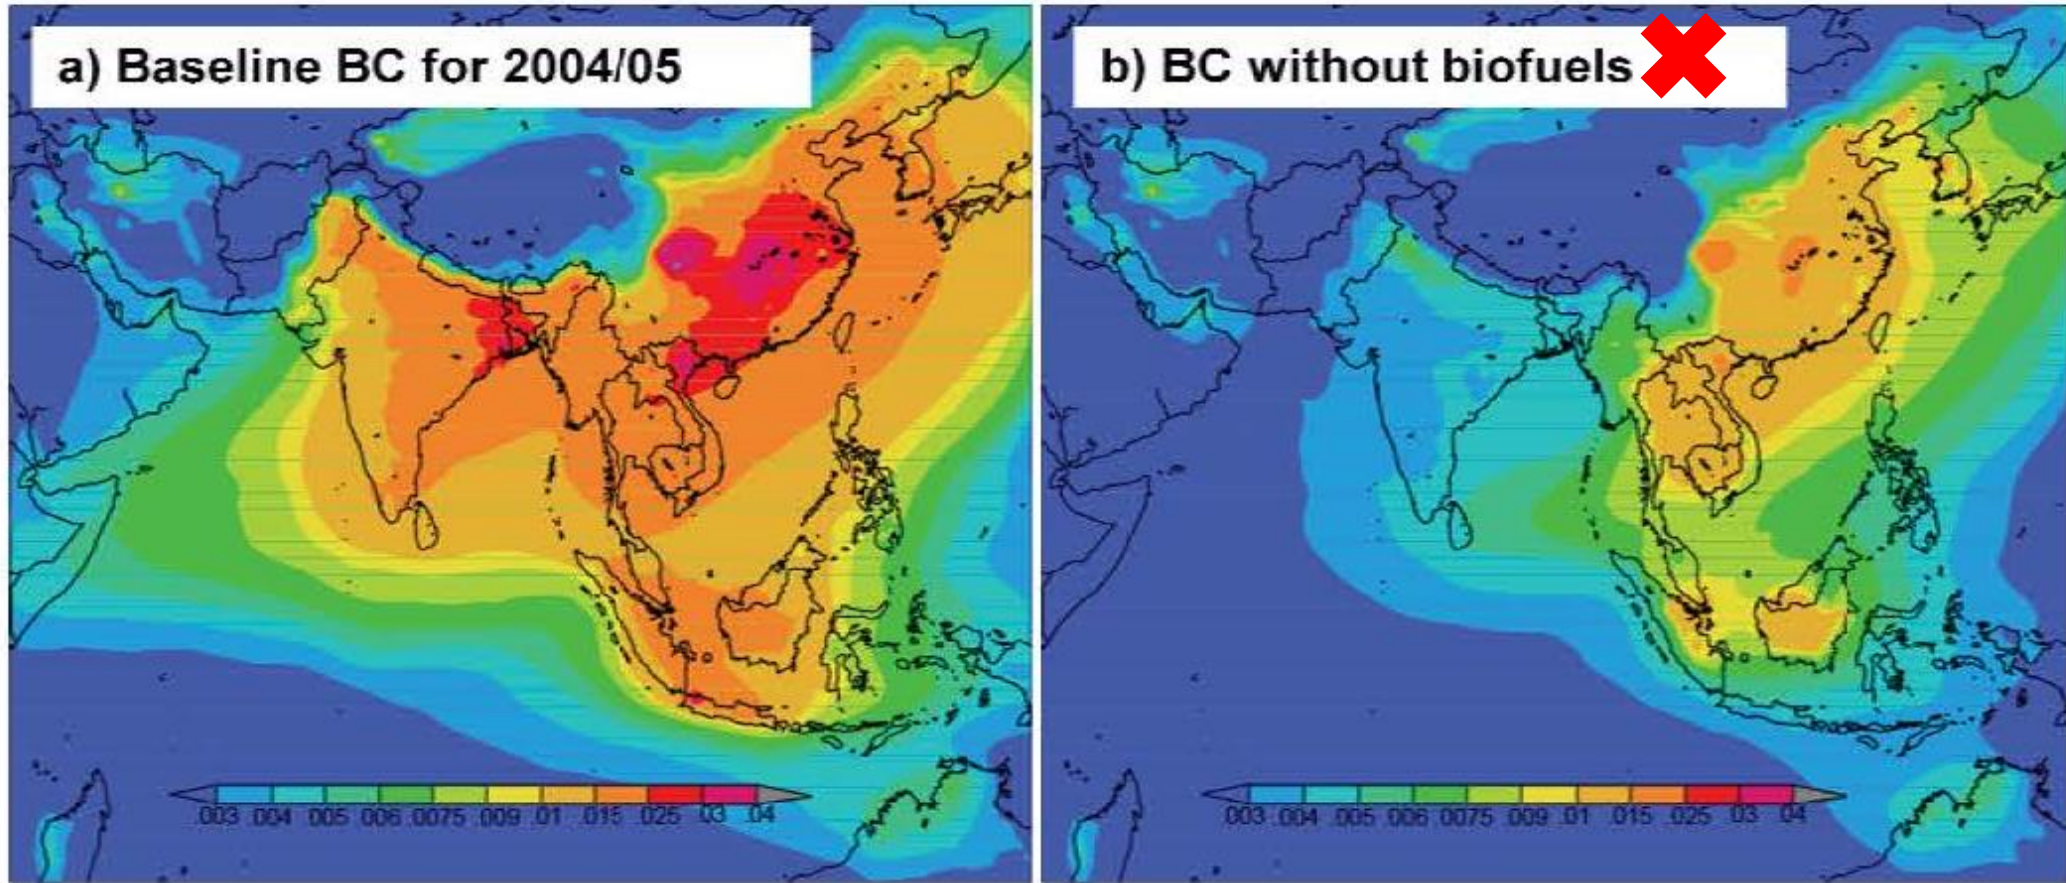 a) Baseline BC for 2004/05
b) BC without biofuels
003 .004 .005 .006 .0075 .009 .01 .015 .025 .03 .04
.003 .004 .005 .006 .0075 .009 .01 .015 .025 .03 .04